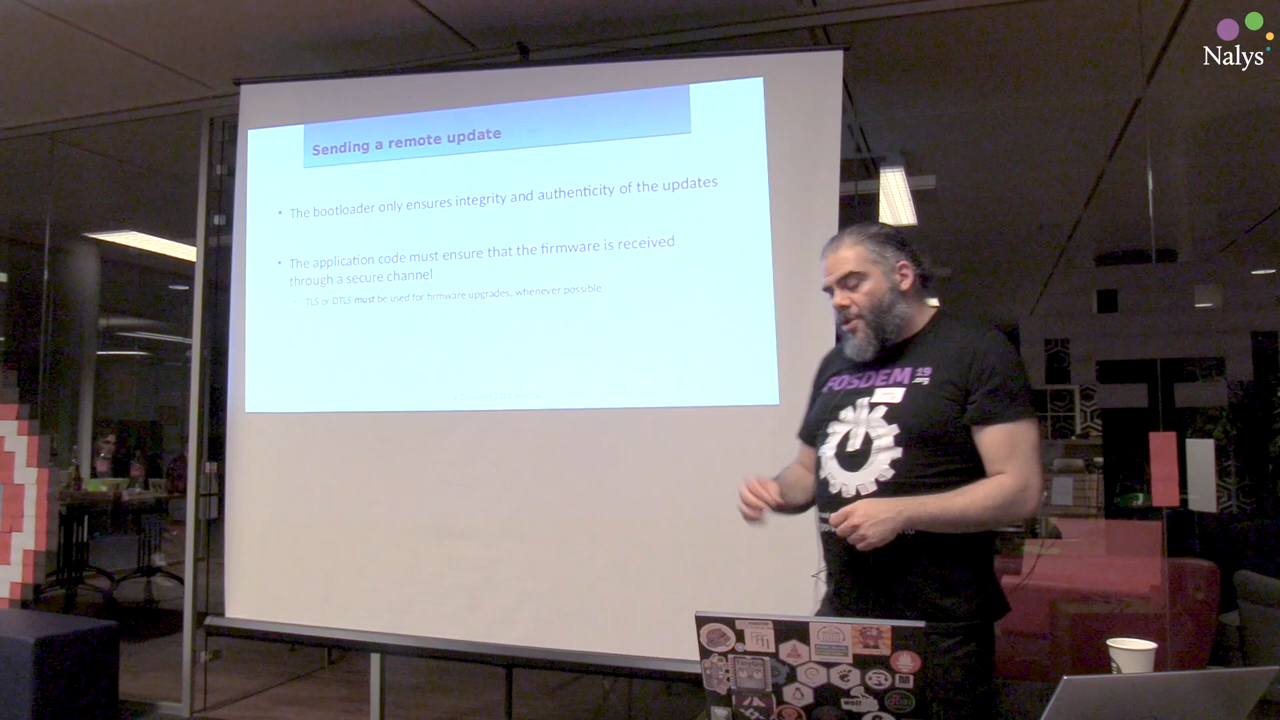 Nalys
Sending a remote update
• The bootloader only ensures integrity and authenticity of the updates
• The application code must ensure that the firmware is received
through a secure channel
TLS or DTLS must be used for firmware upgrades, whenever possible
FOSDEM 19
.org
wolf